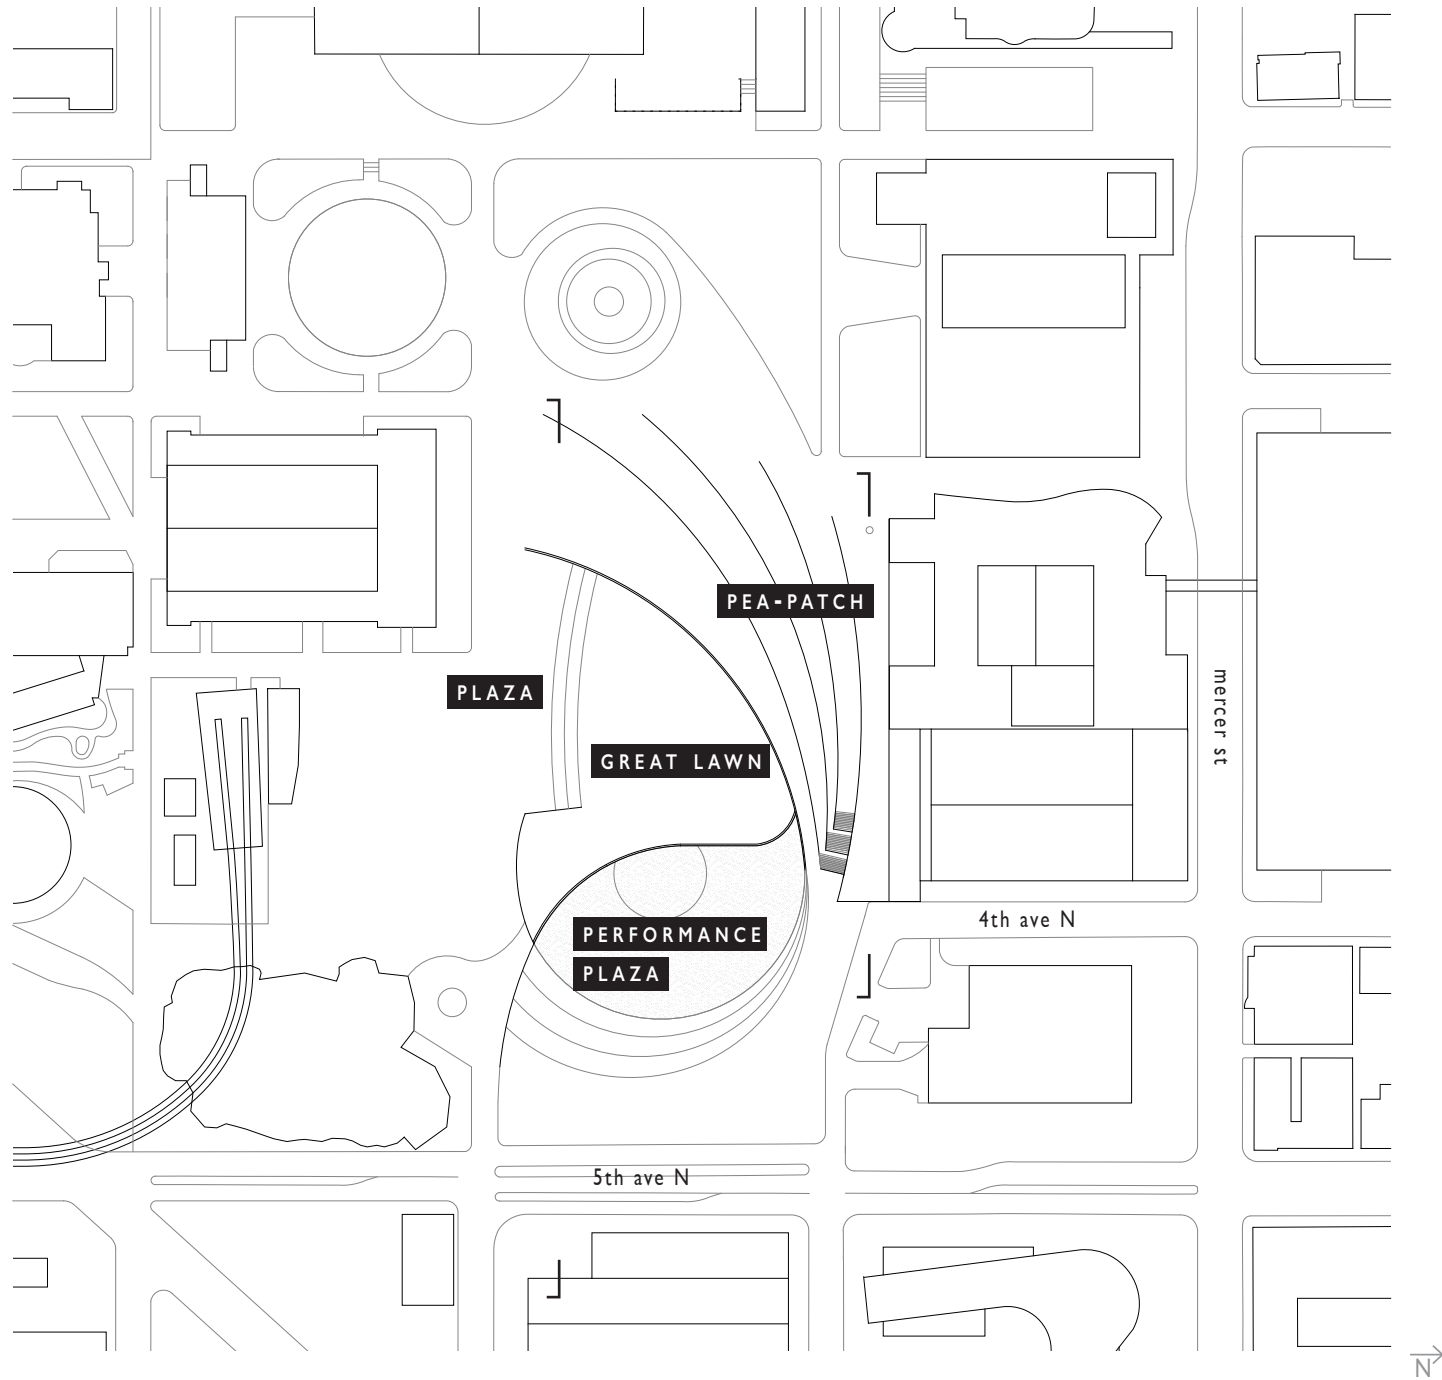 PEA-PATCH
PLAZA
GREAT LAWN
mercer st
4th ave N
PERFORMANCE
PLAZA
5th ave N
N